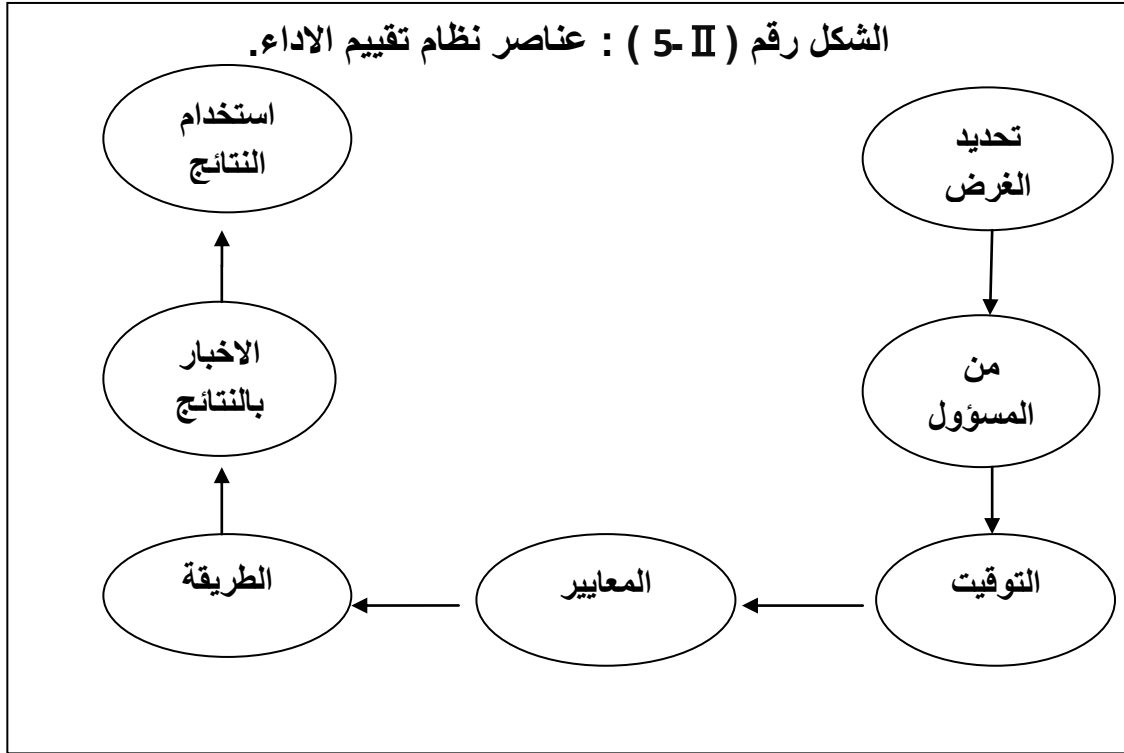 الشكل رقم ( II-5 ) : عناصر نظام تقييم الاداء.
تحديد
الغرض
من
المسؤول
التوقيت
المعايير
الطريقة
الاخبار
بالنتائج
استخدام
النتائج